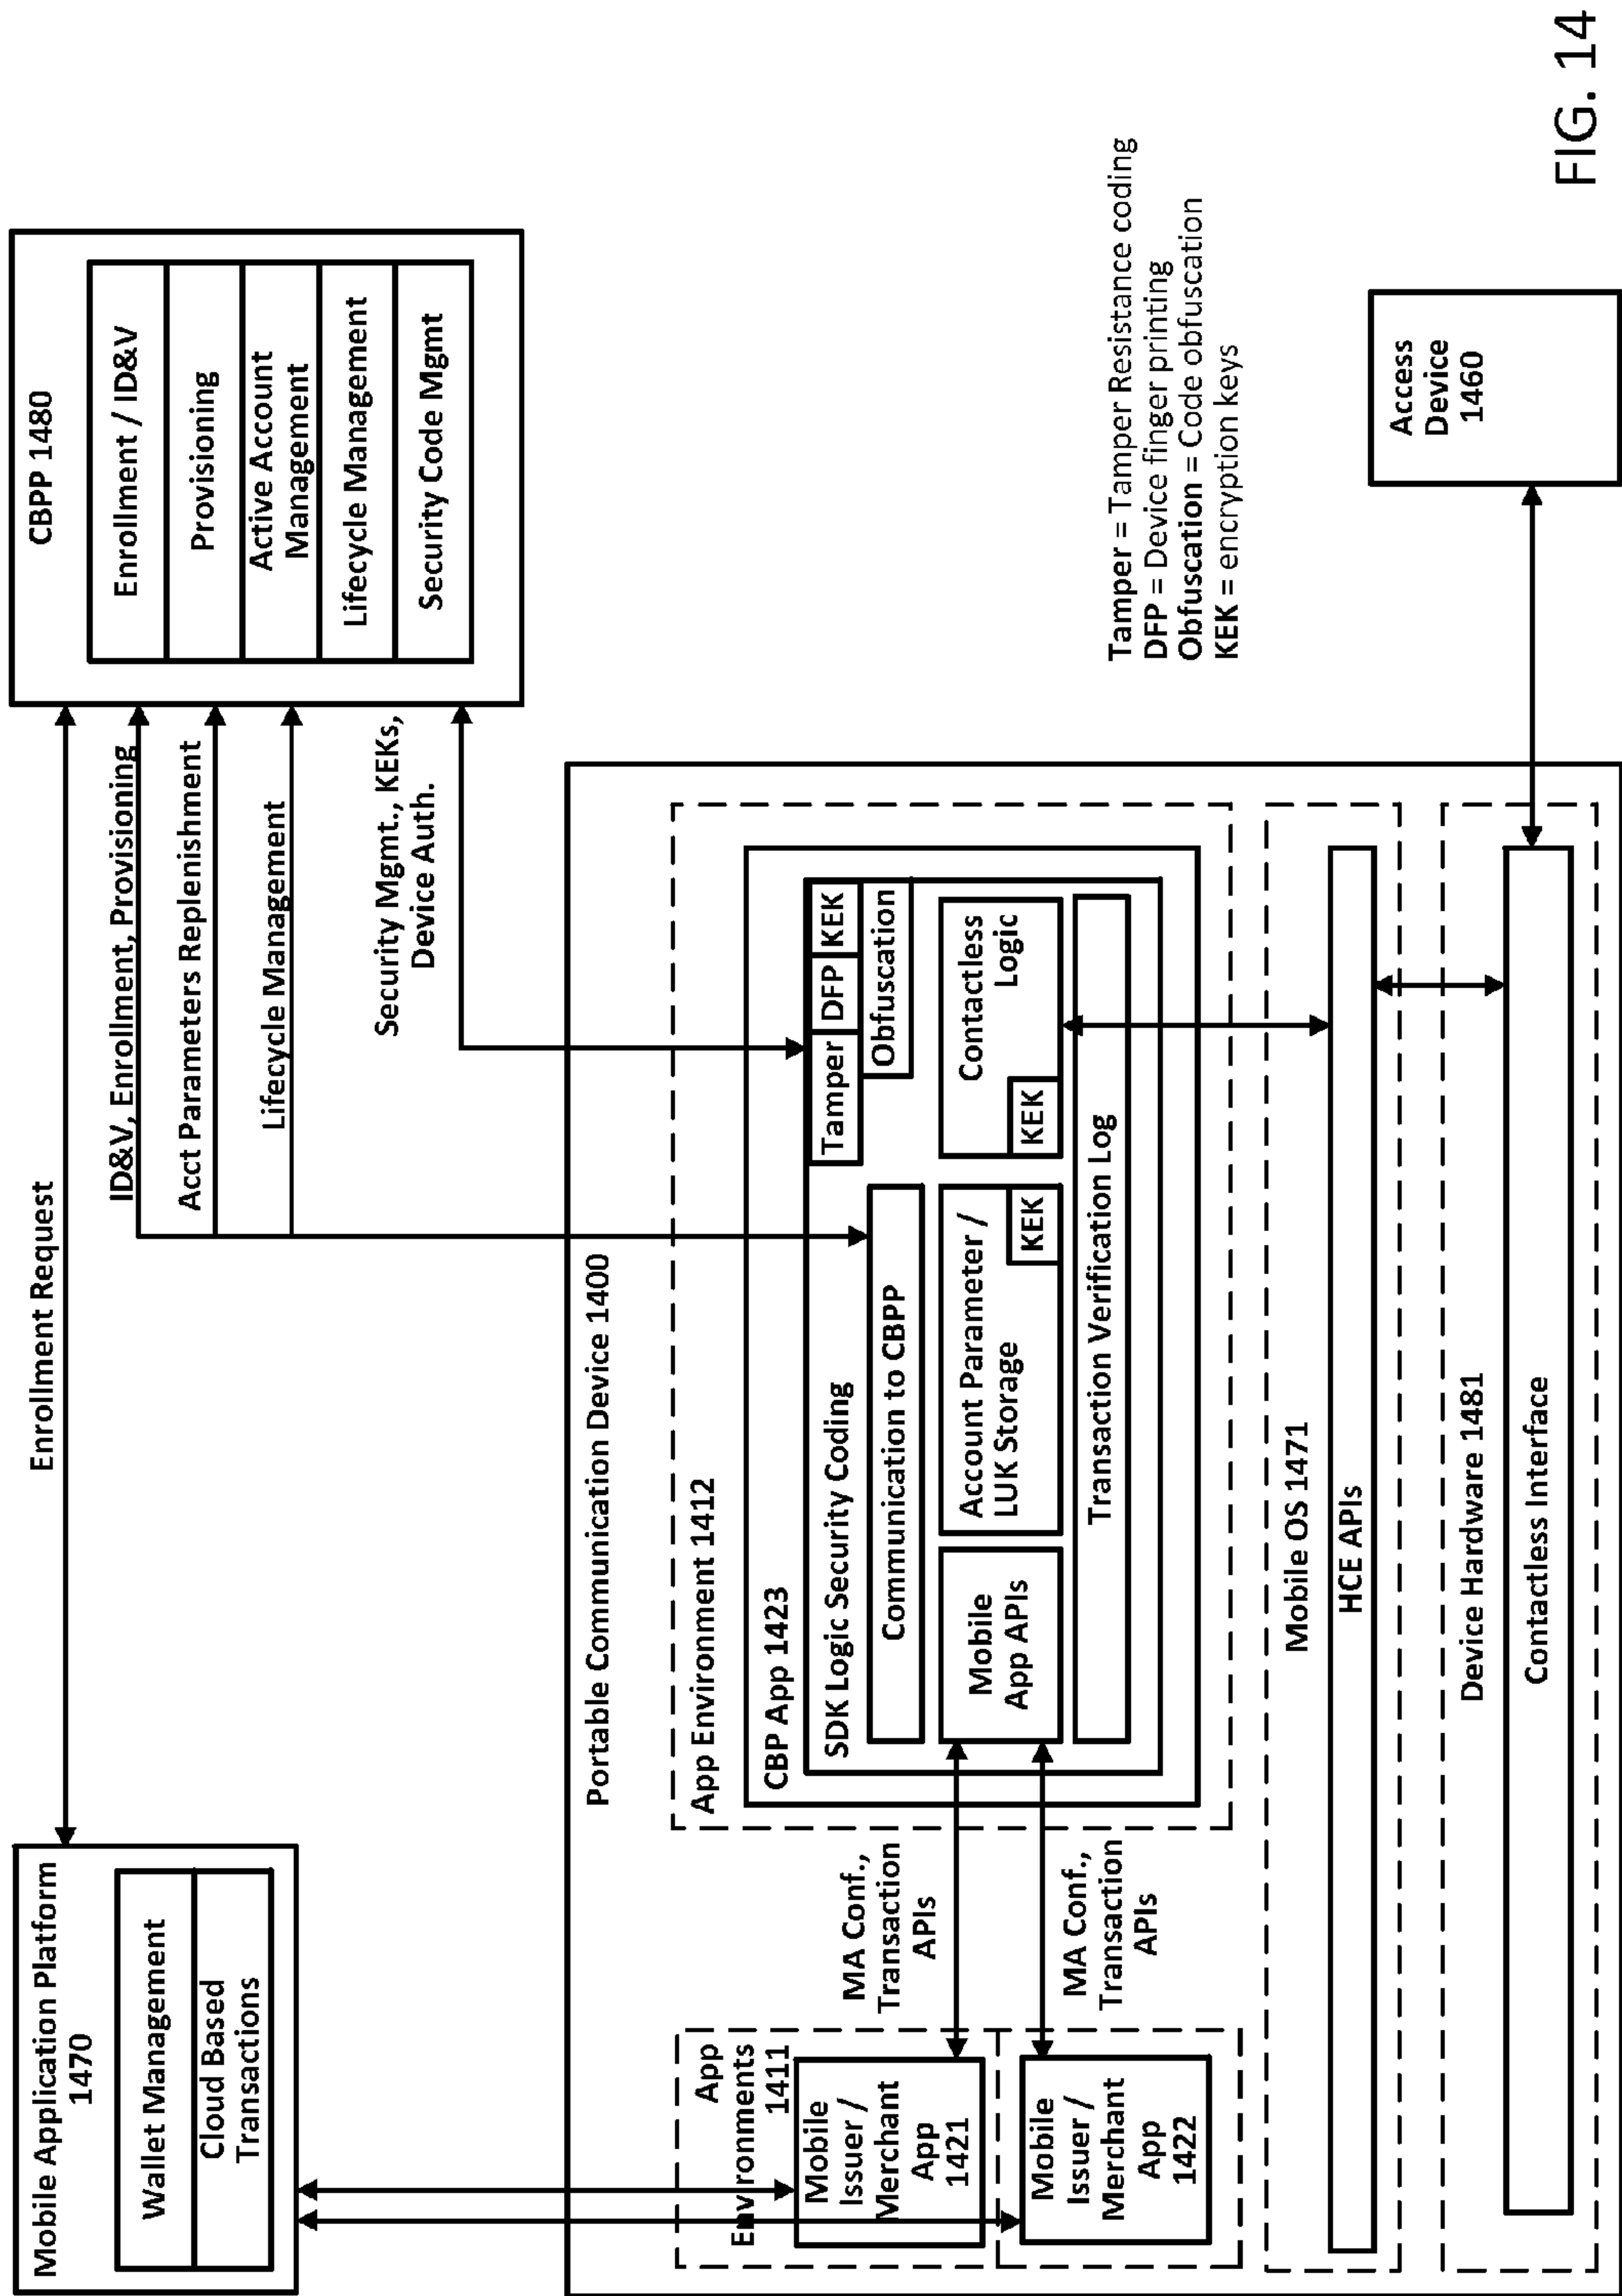 Mobile Application Platform
1470
Wallet Management
Cloud Based
Transactions
Enrollment Request
CBPP 1480
Enrollment / ID&V
Provisioning
Active Account
Management
Lifecycle Management
Security Code Mgmt
ID&V, Enrollment, Provisioning
Acct Parameters Replenishment
Lifecycle Management
Security Mgmt., KEKs,
Device Auth.
Portable Communication Device 1400
App
Environments
1411
Mobile
Issuer /
Merchant
App
1421
Mobile
Issuer /
Merchant
App
1422
MA Conf.,
Transaction
APIs
MA Conf.,
Transaction
APIs
App Environment 1412
CBP App 1423
SDK Logic Security Coding
Tamper
DFP
KEK
Obfuscation
Communication to CBPP
Mobile
App APIs
Account Parameter /
LUK Storage
KEK
Contactless
Logic
KEK
Transaction Verification Log
Mobile OS 1471
HCE APIs
Device Hardware 1481
Contactless Interface
Tamper = Tamper Resistance coding
DFP = Device finger printing
Obfuscation = Code obfuscation
KEK = encryption keys
Access
Device
1460
FIG. 14